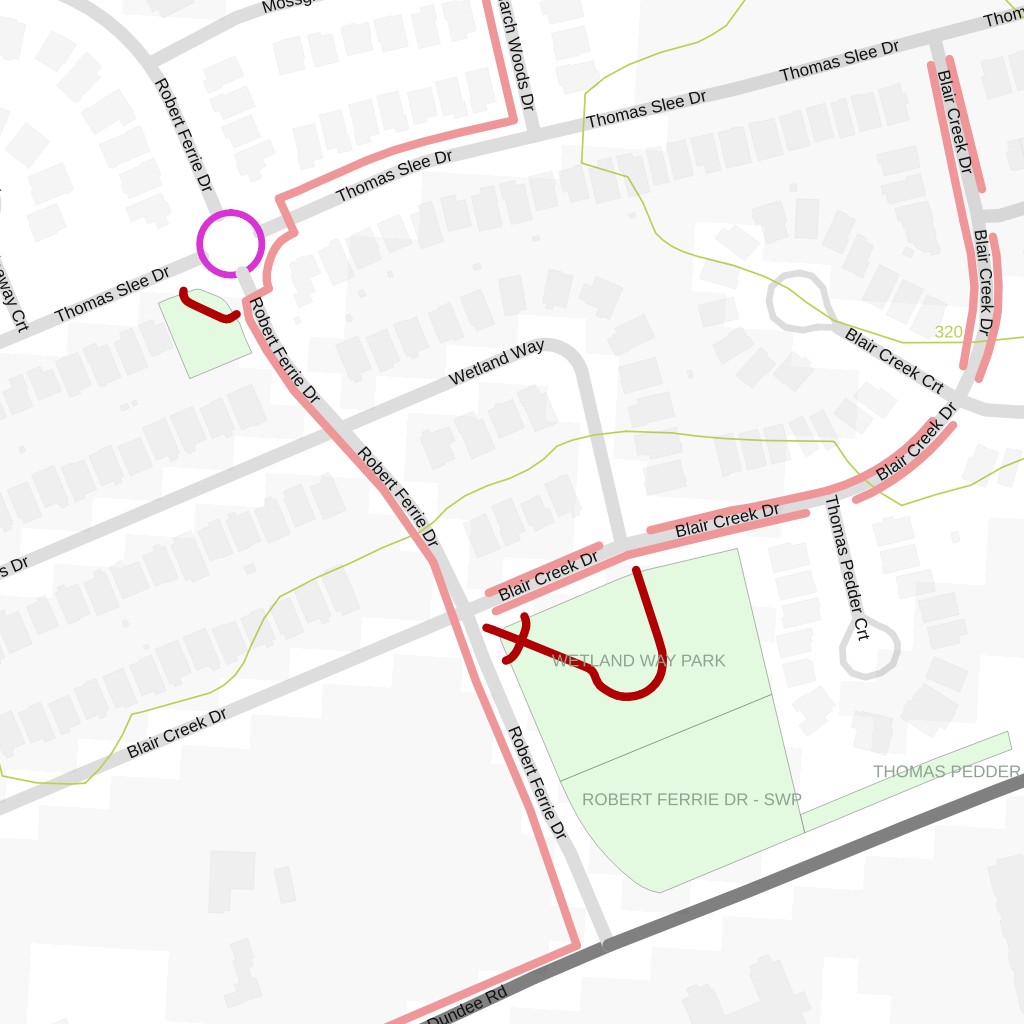 Thomas Slee Dr
Robert Ferrie Dr
Thomas Slee Dr
Thomas Slee Dr
Blair Creek Dr
Thomas Slee Dr
Blair Creek Dr
Robert Ferrie Dr
320
Wetland Way
Blair Creek Crt
Blair Creek Dr
Robert Ferrie Dr
Blair Creek Dr
Thomas Pedder Crt
Blair Creek Dr
WETLAND WAY PARK
Blair Creek Dr
Robert Ferrie Dr
THOMAS PEDDER
ROBERT FERRIE DR - SWP
Dundee Rd